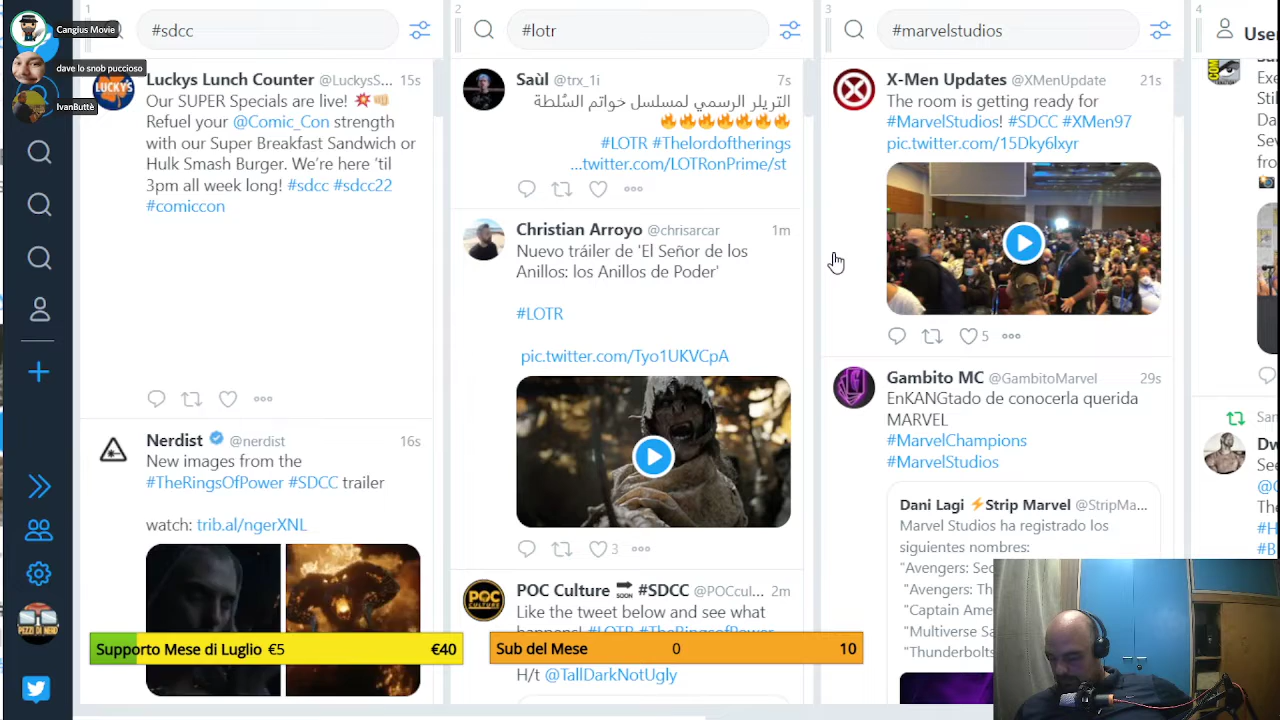 Cangius Movie
dave lo snob puccioso
IvanButtè
1
#sdcc
Luckys Lunch Counter @LuckysS... 15s
Our SUPER Specials are live! 💥👊🏼
Refuel your @Comic_Con strength
with our Super Breakfast Sandwich or
Hulk Smash Burger. We're here 'til
3pm all week long! #sdcc #sdcc22
#comiccon
Nerdist @nerdist 16s
New images from the
#TheRingsOfPower #SDCC trailer
watch: trib.al/ngerXNL
2
#lotr
Saùl @trx_1i 7s
التريلر الرسمي لمسلسل خواتم السُلطة
🔥🔥🔥🔥🔥🔥🔥
#LOTR #Thelordoftherings
...twitter.com/LOTRonPrime/st
Christian Arroyo @chrisarcar 1m
Nuevo tráiler de 'El Señor de los
Anillos: los Anillos de Poder'
#LOTR
pic.twitter.com/Tyo1UKVCpA
3
POC Culture 🔜 #SDCC @POCcul... 2m
Like the tweet below and see what
happens! #LOTR #TheRingsofPower
H/t @TallDarkNotUgly
3
#marvelstudios
X-Men Updates @XMenUpdate 21s
The room is getting ready for
#MarvelStudios! #SDCC #XMen97
pic.twitter.com/15Dky6lxyr
5
Gambito MC @GambitoMarvel 29s
EnKANGtado de conocerla querida
MARVEL
#MarvelChampions
#MarvelStudios
Dani Lagi ⚡Strip Marvel @StripMa...
Marvel Studios ha registrado los
siguientes nombres:
"Avengers: Sec
"Avengers: Th
"Captain Ame
"Multiverse Sa
"Thunderbolts
4
User
Exe
Still
Da
Sev
fro
San
Dw
See
@C
The
#H
#B
PEZZI DI NERD
Supporto Mese di Luglio €5 €40
Sub del Mese 0 10